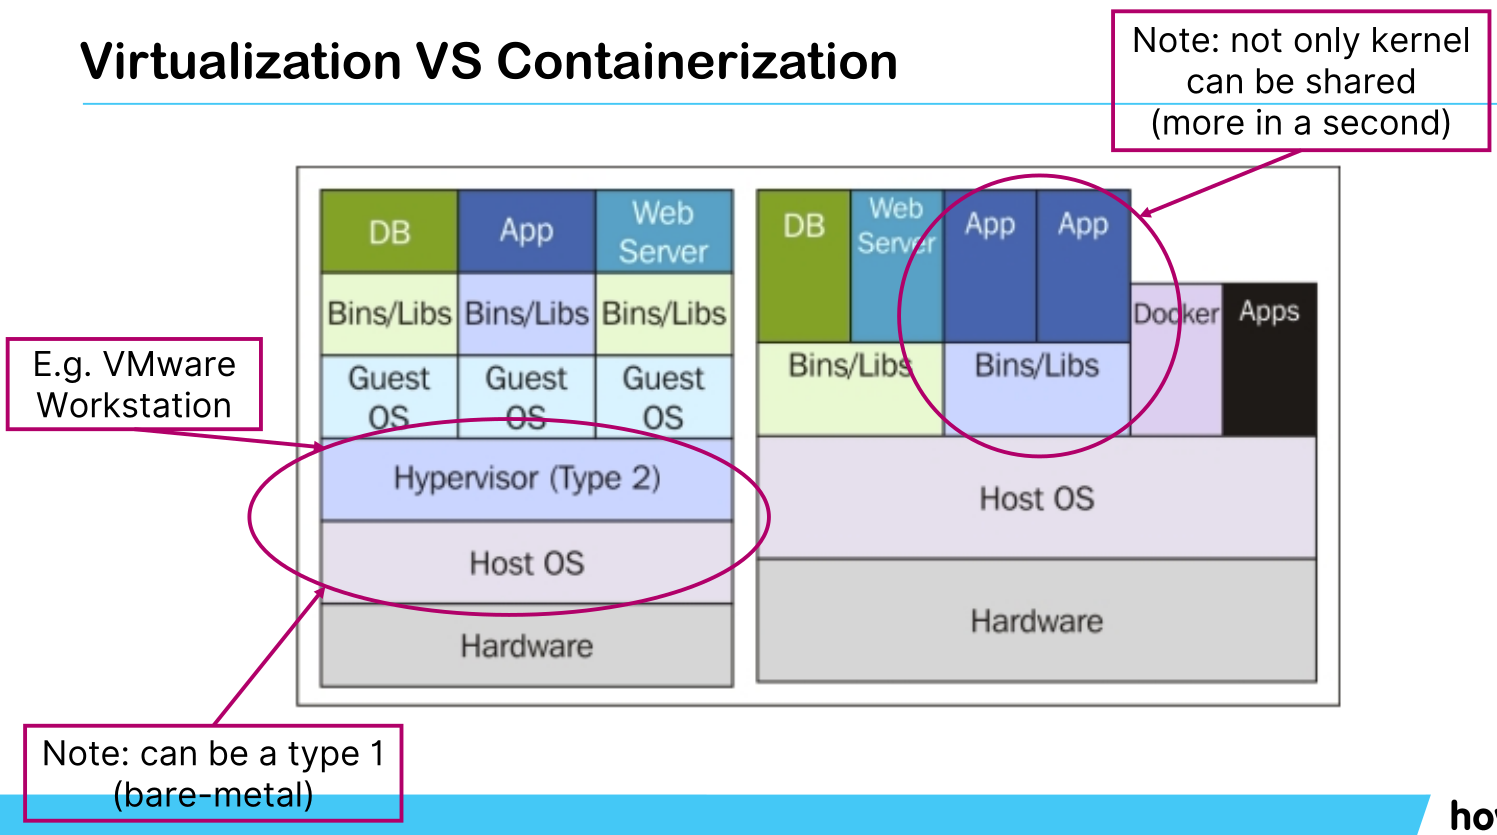 Virtualization VS Containerization
Note: not only kernel
can be shared
(more in a second)
DB
App
Web
Server
Bins/Libs
Bins/Libs
Bins/Libs
Guest
OS
Guest
OS
Guest
OS
Hypervisor (Type 2)
Host OS
Hardware
E.g. VMware
Workstation
Note: can be a type 1
(bare-metal)
DB
Web
Server
App
App
Docker
Apps
Bins/Libs
Bins/Libs
Host OS
Hardware